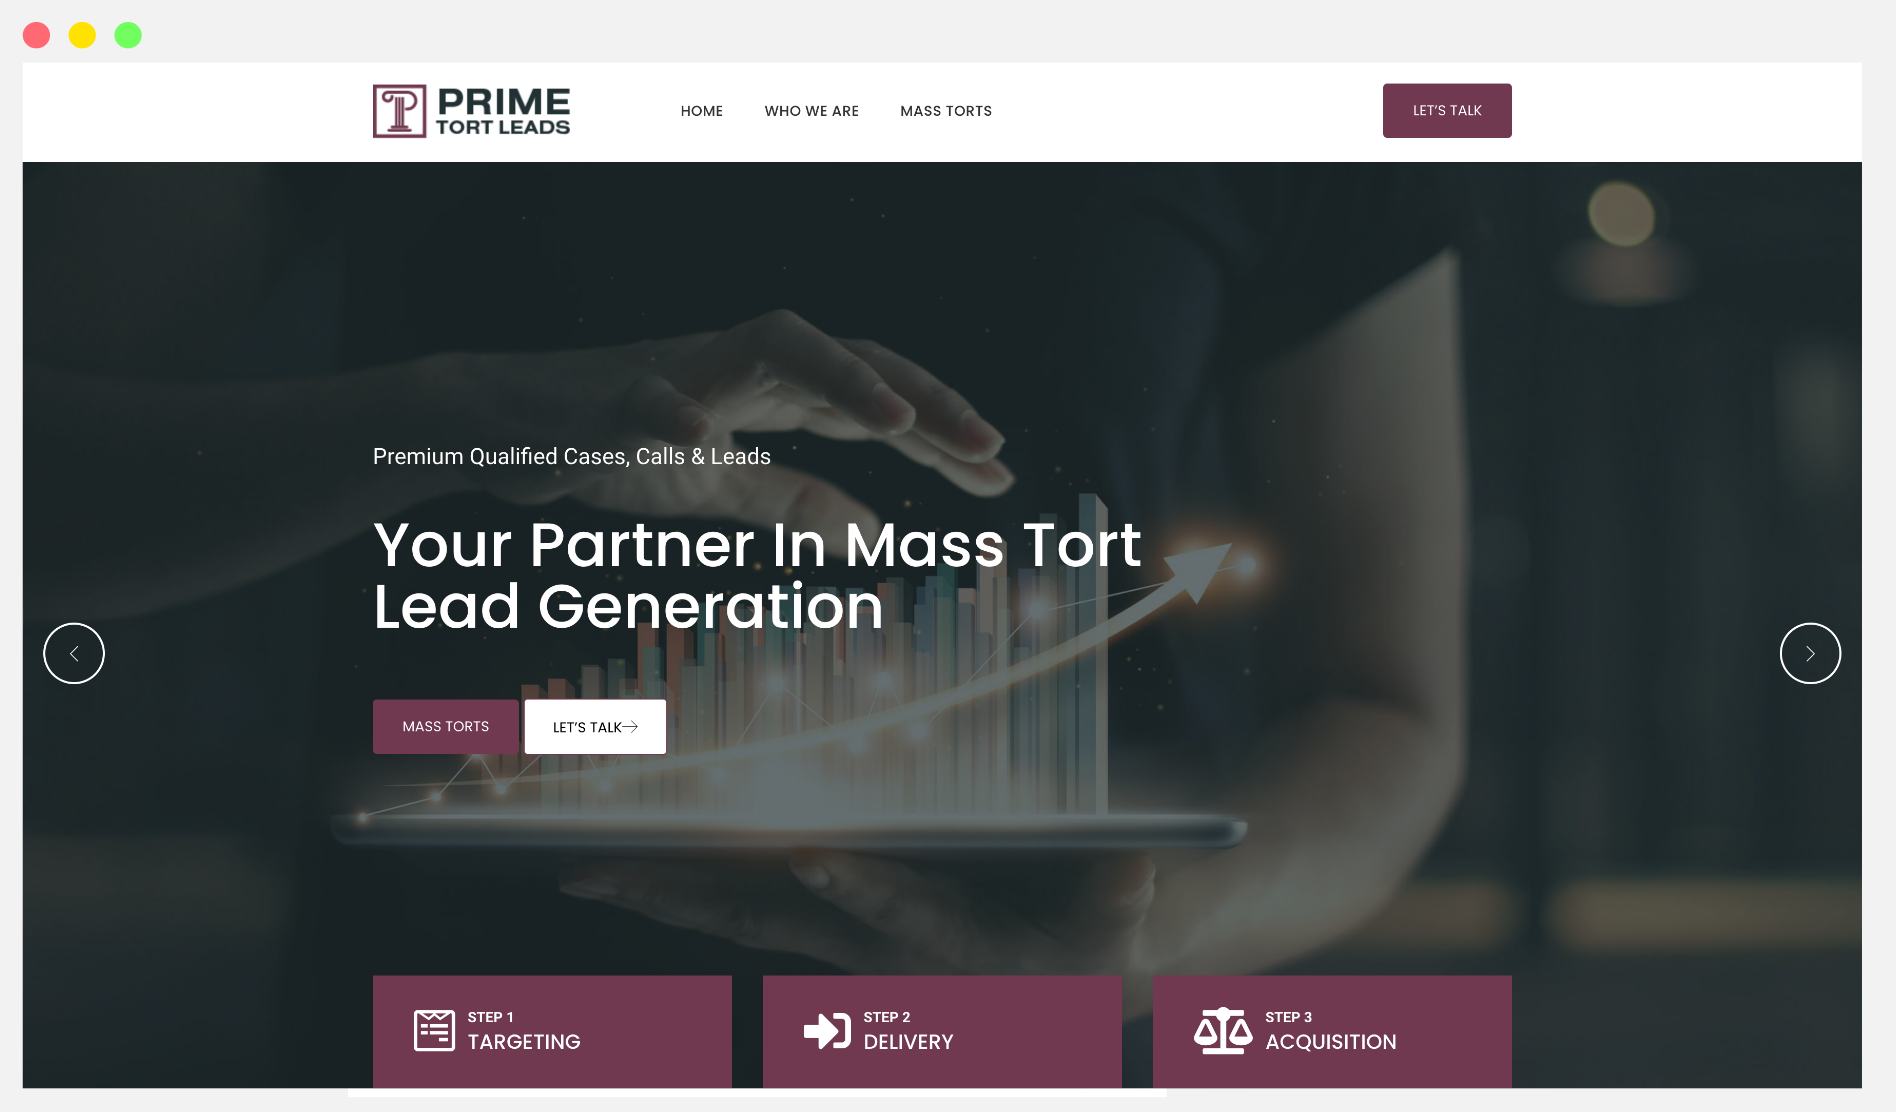 PRIME
TORT LEADS
HOME
WHO WE ARE
MASS TORTS
LET'S TALK
Premium Qualified Cases, Calls & Leads
Your Partner In Mass Tort
Lead Generation
MASS TORTS
LET'S TALK
STEP 1
TARGETING
STEP 2
DELIVERY
STEP 3
ACQUISITION